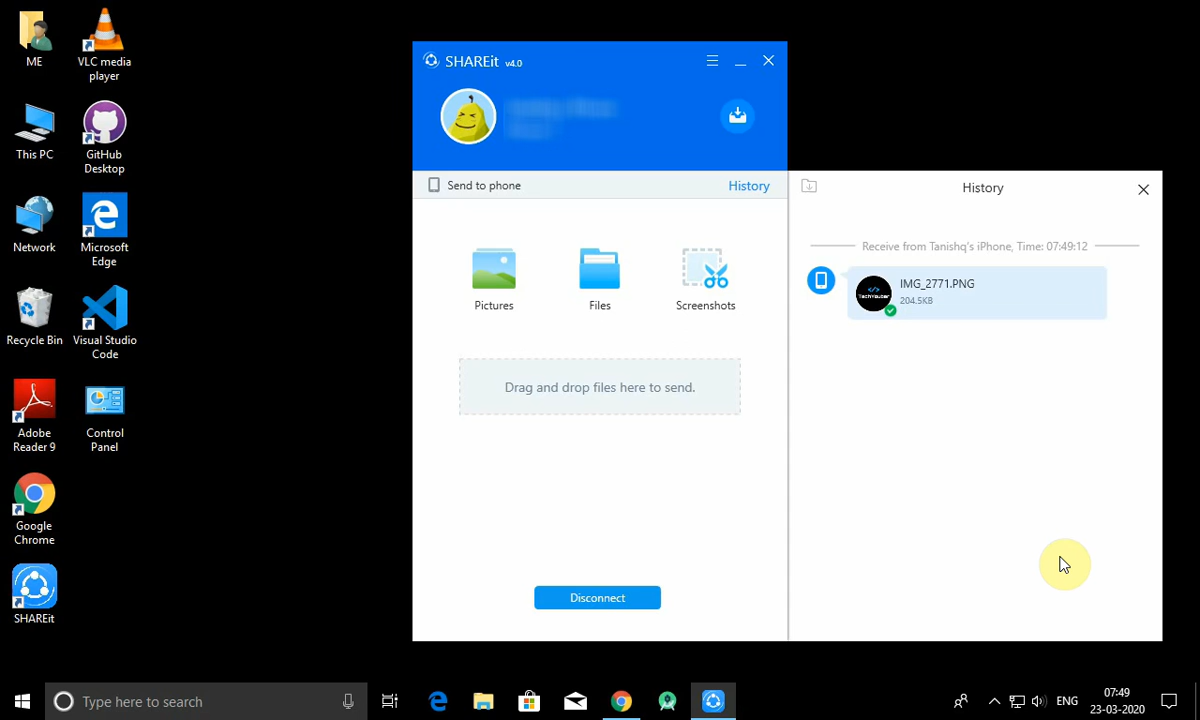 ME
VLC media
player
This PC
GitHub
Desktop
Network
Microsoft
Edge
Recycle Bin
Visual Studio
Code
Adobe
Reader 9
Control
Panel
Google
Chrome
SHAREit
SHAREit v4.0
Send to phone
History
Pictures
Files
Screenshots
Drag and drop files here to send.
Disconnect
History
Receive from Tanishq's iPhone, Time: 07:49:12
</>
TechYouber
IMG_2771.PNG
204.5KB
Type here to search
ENG
07:49
23-03-2020